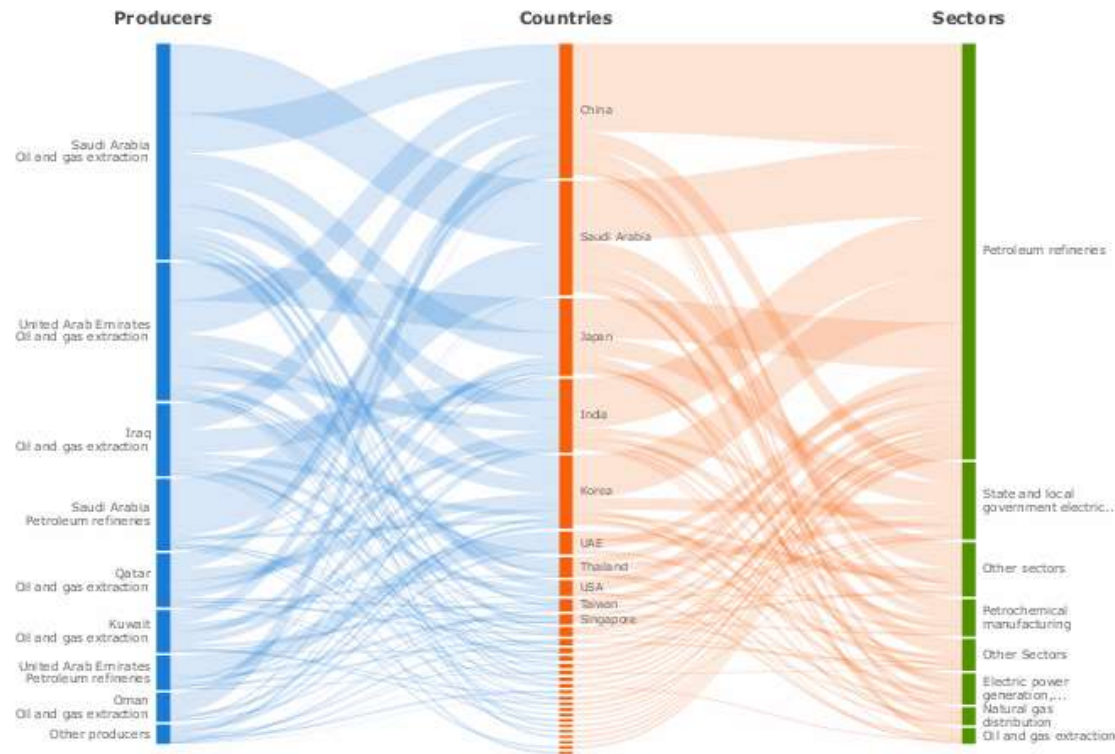 Producers
Countries
Sectors
Saudi Arabia
Oil and gas extraction
United Arab Emirates
Oil and gas extraction
Iraq
Oil and gas extraction
Saudi Arabia
Petroleum refineries
Qatar
Oil and gas extraction
Kuwait
Oil and gas extraction
United Arab Emirates
Petroleum refineries
Oman
Oil and gas extraction
Other producers
China
Saudi Arabia
Japan
India
Korea
UAE
Thailand
USA
Taiwan
Singapore
Petroleum refineries
State and local
government electric...
Other sectors
Petrochemical
manufacturing
Other Sectors
Electric power
generation,...
Natural gas
distribution
Oil and gas extraction